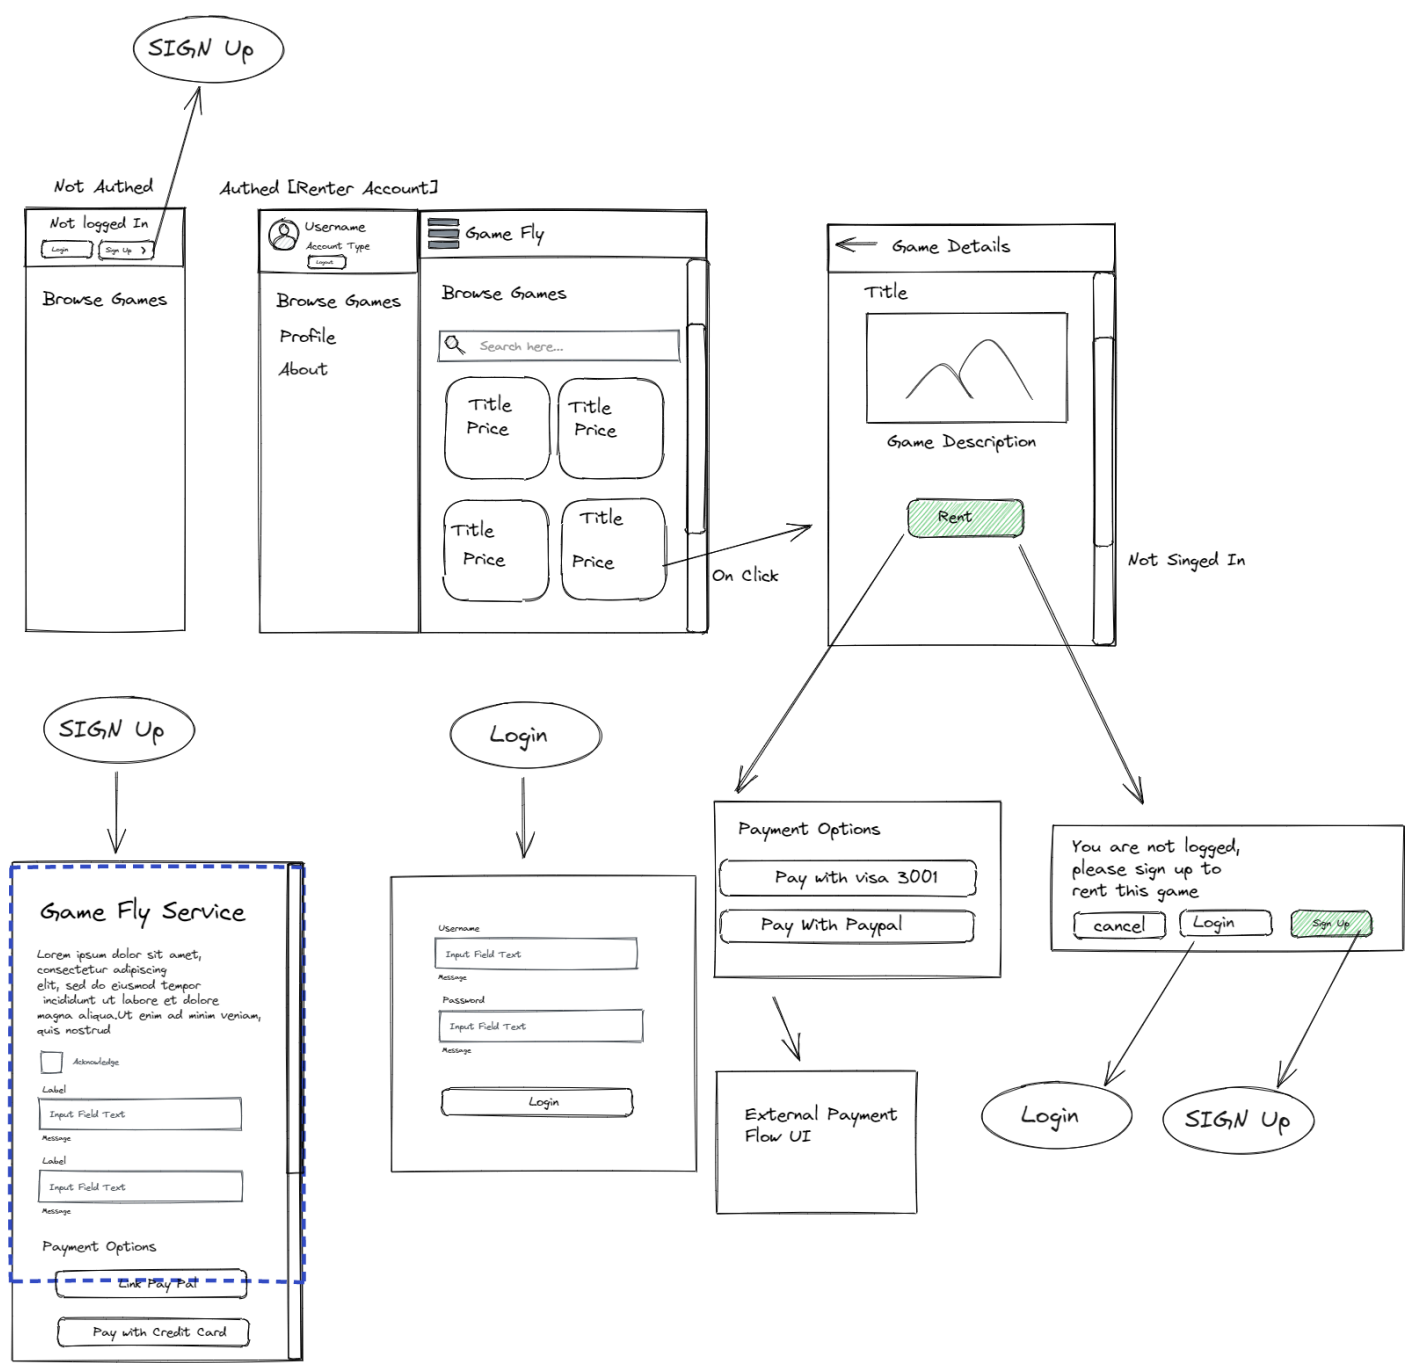 SIGN Up
Not Authed
Not logged In
Login
Sign Up
Browse Games
Authed [Renter Account]
Username
Account Type
Logout
Browse Games
Profile
About
Game Fly
Browse Games
Search here...
Title
Price
Title
Price
Title
Price
Title
Price
On Click
Game Details
Title
Game Description
Rent
Not Singed In
SIGN Up
Login
Game Fly Service
Lorem ipsum dolor sit amet,
consectetur adipiscing
elit, sed do eiusmod tempor
incididunt ut labore et dolore
magna aliqua.Ut enim ad minim veniam,
quis nostrud
Acknowledge
Label
Input Field Text
Message
Label
Input Field Text
Message
Payment Options
Link Pay Pal
Pay with Credit Card
Username
Input Field Text
Message
Password
Input Field Text
Message
Login
Payment Options
Pay with visa 3001
Pay With Paypal
External Payment
Flow UI
You are not logged,
please sign up to
rent this game
cancel
Login
Sign Up
Login
SIGN Up